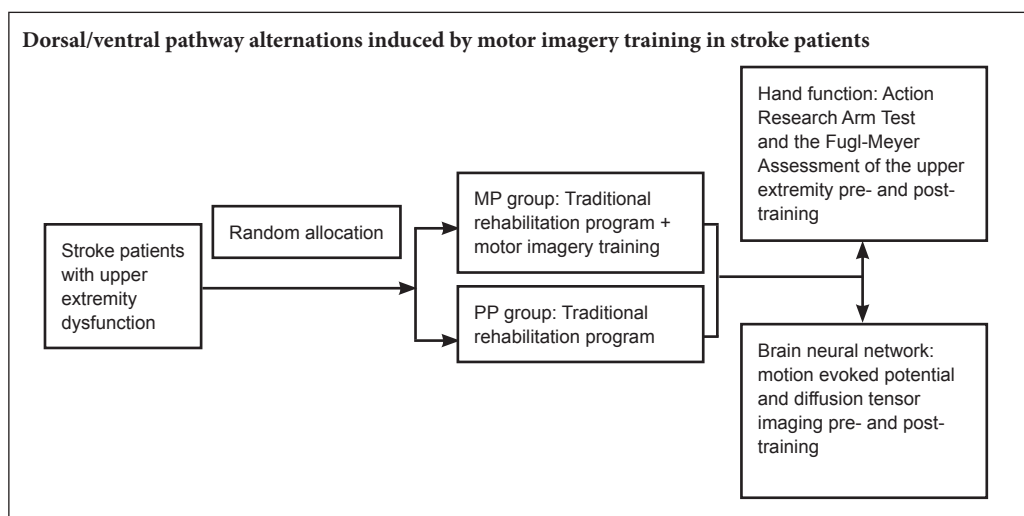 Dorsal/ventral pathway alternations induced by motor imagery training in stroke patients
Stroke patients
with upper
extremity
dysfunction
Random allocation
MP group: Traditional
rehabilitation program +
motor imagery training
PP group: Traditional
rehabilitation program
Hand function: Action
Research Arm Test
and the Fugl-Meyer
Assessment of the upper
extremity pre- and post-
training
Brain neural network:
motion evoked potential
and diffusion tensor
imaging pre- and post-
training